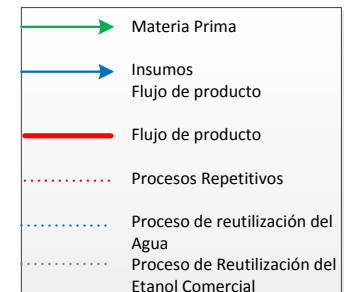 Materia Prima
Insumos
Flujo de producto
Flujo de producto
Procesos Repetitivos
Proceso de reutilización del
Agua
Proceso de Reutilización del
Etanol Comercial